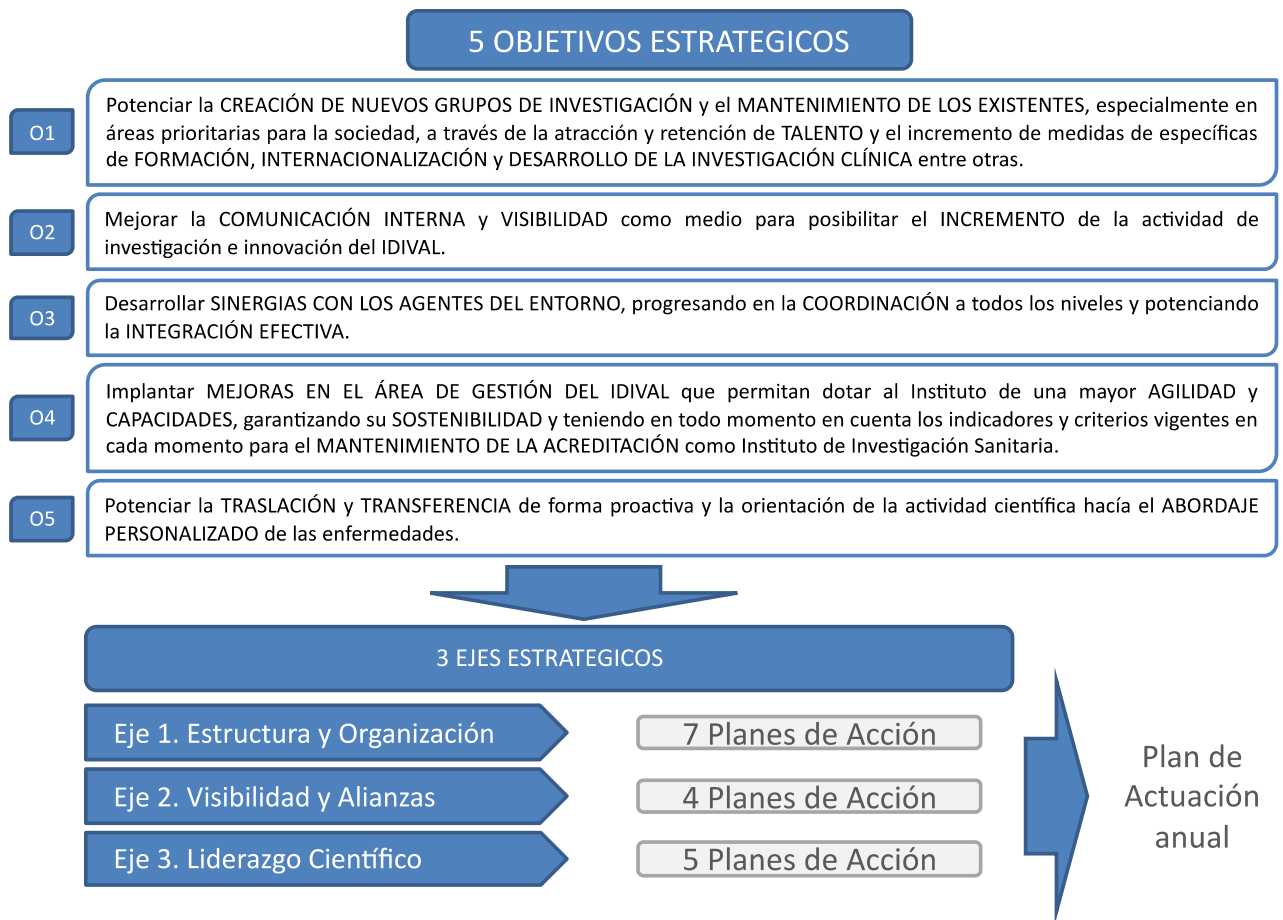 5 OBJETIVOS ESTRATEGICOS
O1
Potenciar la CREACIÓN DE NUEVOS GRUPOS DE INVESTIGACIÓN y el MANTENIMIENTO DE LOS EXISTENTES, especialmente en
áreas prioritarias para la sociedad, a través de la atracción y retención de TALENTO y el incremento de medidas de específicas
de FORMACIÓN, INTERNACIONALIZACIÓN y DESARROLLO DE LA INVESTIGACIÓN CLÍNICA entre otras.
O2
Mejorar la COMUNICACIÓN INTERNA y VISIBILIDAD como medio para posibilitar el INCREMENTO de la actividad de
investigación e innovación del IDIVAL.
O3
Desarrollar SINERGIAS CON LOS AGENTES DEL ENTORNO, progresando en la COORDINACIÓN a todos los niveles y potenciando
la INTEGRACIÓN EFECTIVA.
O4
Implantar MEJORAS EN EL ÁREA DE GESTIÓN DEL IDIVAL que permitan dotar al Instituto de una mayor AGILIDAD y
CAPACIDADES, garantizando su SOSTENIBILIDAD y teniendo en todo momento en cuenta los indicadores y criterios vigentes en
cada momento para el MANTENIMIENTO DE LA ACREDITACIÓN como Instituto de Investigación Sanitaria.
O5
Potenciar la TRASLACIÓN y TRANSFERENCIA de forma proactiva y la orientación de la actividad científica hacía el ABORDAJE
PERSONALIZADO de las enfermedades.
3 EJES ESTRATEGICOS
Eje 1. Estructura y Organización
7 Planes de Acción
Eje 2. Visibilidad y Alianzas
4 Planes de Acción
Eje 3. Liderazgo Científico
5 Planes de Acción
Plan de
Actuación
anual